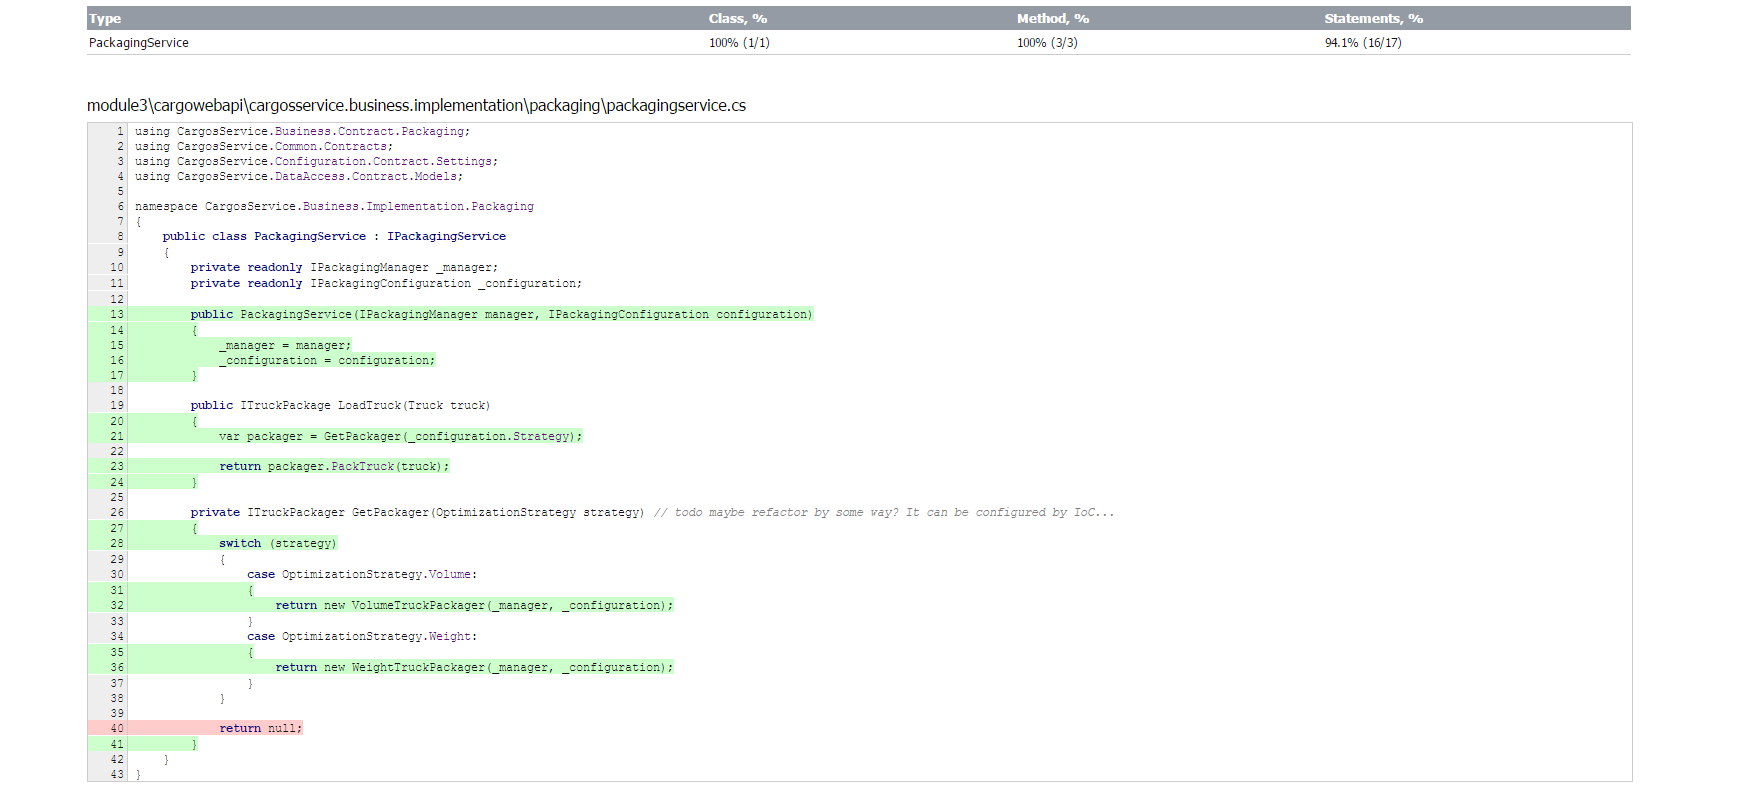 Type Class, % Method, % Statements, %
PackagingService 100% (1/1) 100% (3/3) 94.1% (16/17)
module3\cargowebapi\cargosservice.business.implementation\packaging\packagingservice.cs
1 using CargosService.Business.Contract.Packaging;
2 using CargosService.Common.Contracts;
3 using CargosService.Configuration.Contract.Settings;
4 using CargosService.DataAccess.Contract.Models;
5
6 namespace CargosService.Business.Implementation.Packaging
7 {
8     public class PackagingService : IPackagingService
9     {
10         private readonly IPackagingManager _manager;
11         private readonly IPackagingConfiguration _configuration;
12
13         public PackagingService(IPackagingManager manager, IPackagingConfiguration configuration)
14         {
15             _manager = manager;
16             _configuration = configuration;
17         }
18
19         public ITruckPackage LoadTruck(Truck truck)
20         {
21             var packager = GetPackager(_configuration.Strategy);
22
23             return packager.PackTruck(truck);
24         }
25
26         private ITruckPackager GetPackager(OptimizationStrategy strategy) // todo maybe refactor by some way? It can be configured by IoC...
27         {
28             switch (strategy)
29             {
30                 case OptimizationStrategy.Volume:
31                 {
32                     return new VolumeTruckPackager(_manager, _configuration);
33                 }
34                 case OptimizationStrategy.Weight:
35                 {
36                     return new WeightTruckPackager(_manager, _configuration);
37                 }
38             }
39
40             return null;
41         }
42     }
43 }